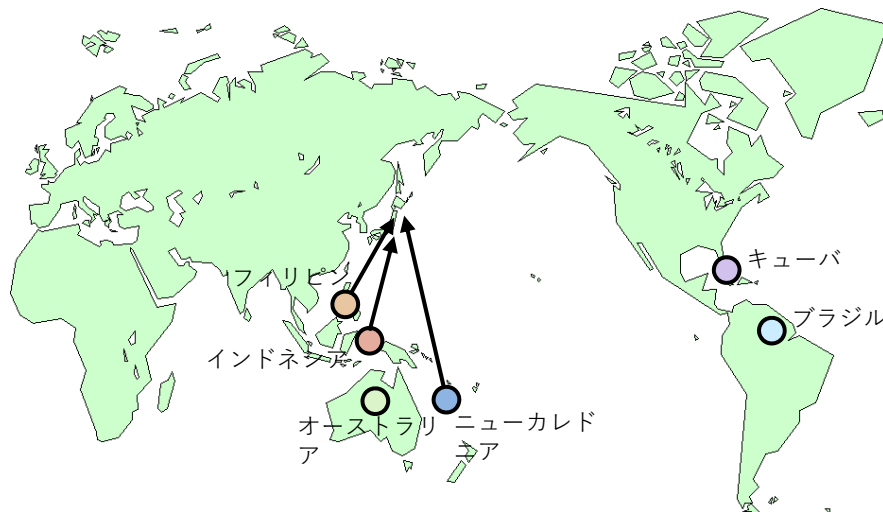 フィリピン
キューバ
ブラジル
インドネシア
オーストラリ
ア
ニューカレド
ニア